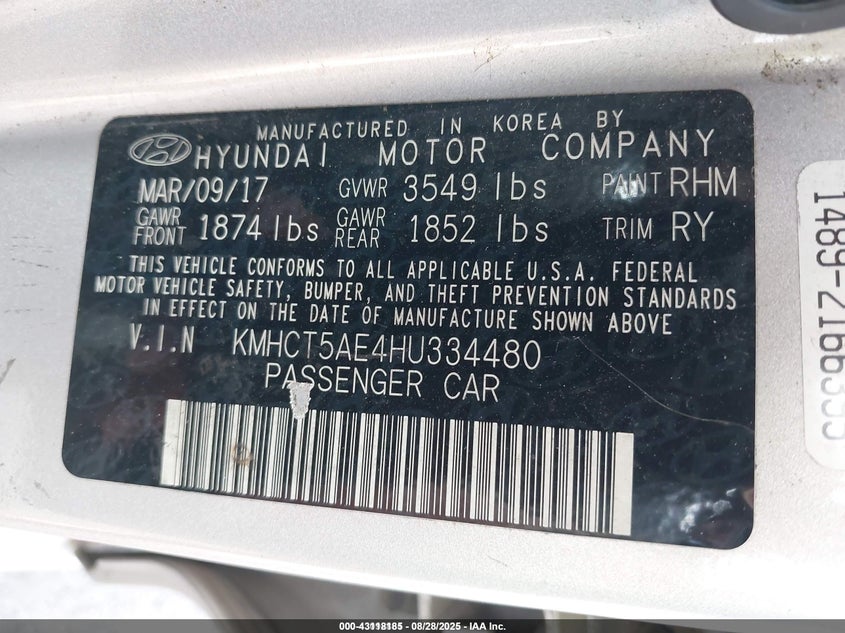 MANUFACTURED IN KOREA BY
HYUNDAI MOTOR COMPANY
MAR/09/17 GVWR 3549 lbs PAINT RHM
GAWR FRONT 1874 lbs GAWR REAR 1852 lbs TRIM RY
THIS VEHICLE CONFORMS TO ALL APPLICABLE U.S.A. FEDERAL
MOTOR VEHICLE SAFETY, BUMPER, AND THEFT PREVENTION STANDARDS
IN EFFECT ON THE DATE OF MANUFACTURE SHOWN ABOVE.
V.I.N KMHCT5AE4HU334480
PASSENGER CAR
1489-2166355
000-43118185 - 08/28/2025 - IAA Inc.